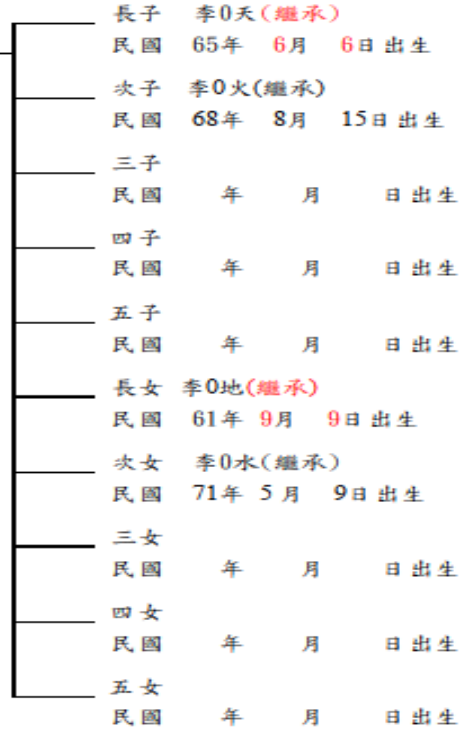 長子 李0天(繼承)
民國 65年 6月 6日出生
次子 李0火(繼承)
民國 68年 8月 15日出生
三子
民國 年 月 日出生
四子
民國 年 月 日出生
五子
民國 年 月 日出生
長女 李0地(繼承)
民國 61年 9月 9日出生
次女 李0水(繼承)
民國 71年 5月 9日出生
三女
民國 年 月 日出生
四女
民國 年 月 日出生
五女
民國 年 月 日出生